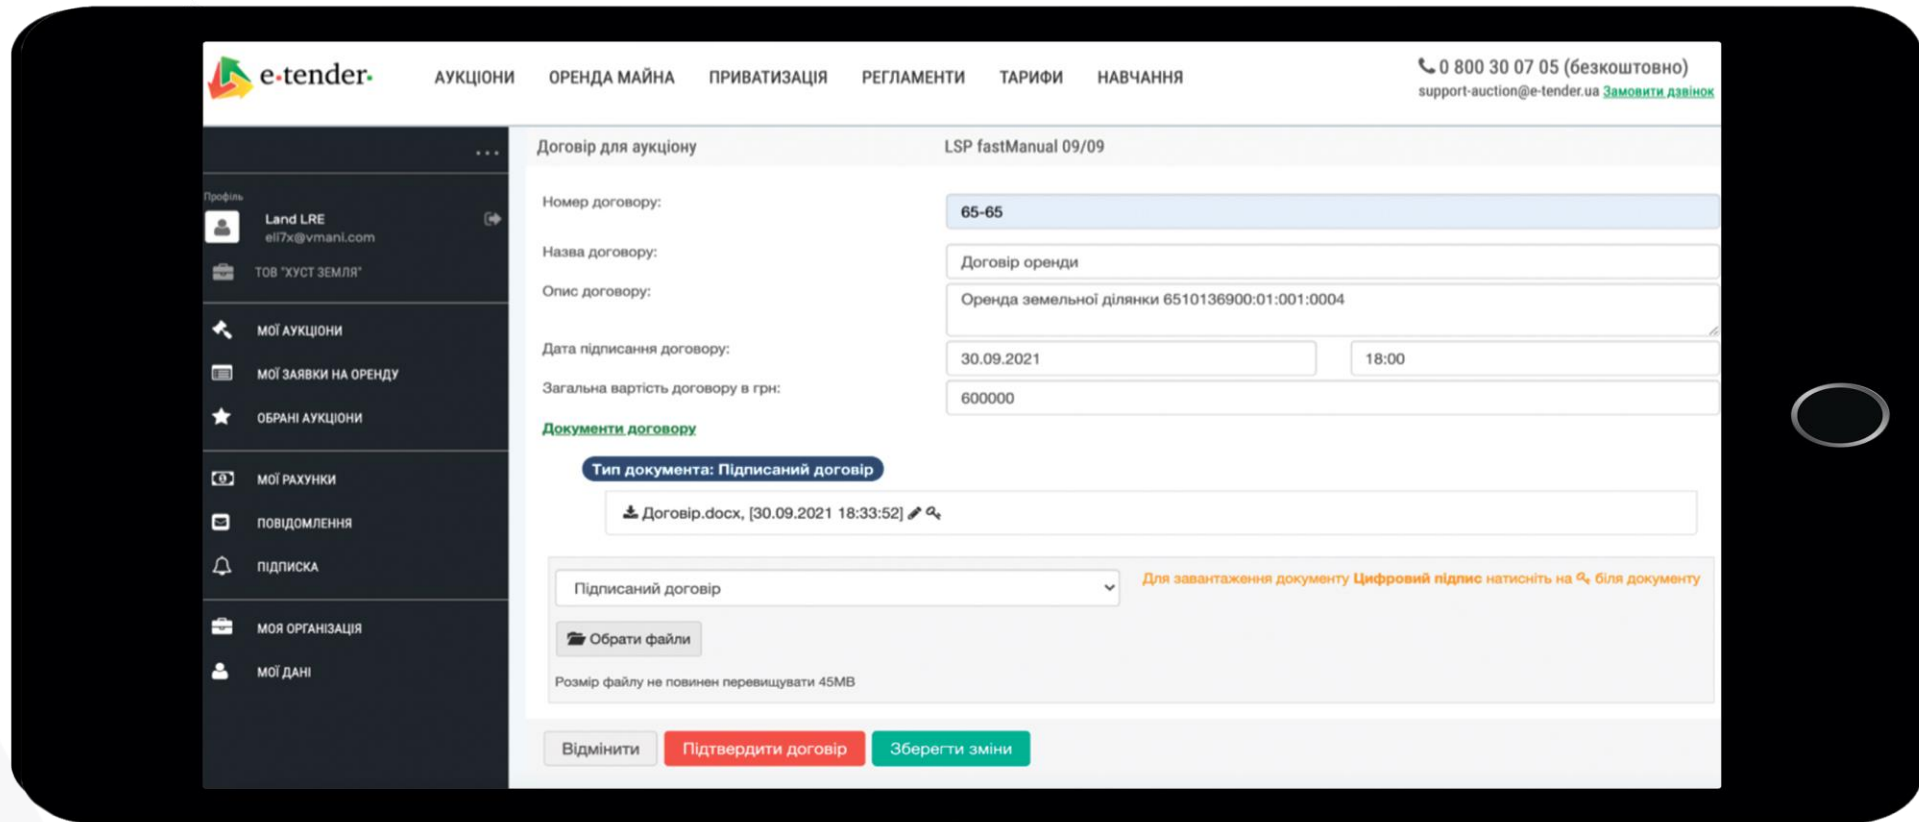 e-tender.
АУКЦІОНИ ОРЕНДА МАЙНА ПРИВАТИЗАЦІЯ РЕГЛАМЕНТИ ТАРИФИ НАВЧАННЯ
0 800 30 07 05 (безкоштовно)
support-auction@e-tender.ua Замовити дзвінок
...
Профіль
Land LRE
eli7x@vmani.com
ТОВ "ХУСТ ЗЕМЛЯ"
МОЇ АУКЦІОНИ
МОЇ ЗАЯВКИ НА ОРЕНДУ
ОБРАНІ АУКЦІОНИ
МОЇ РАХУНКИ
ПОВІДОМЛЕННЯ
ПІДПИСКА
МОЯ ОРГАНІЗАЦІЯ
МОЇ ДАНІ
Договір для аукціону LSP fastManual 09/09
Номер договору: 65-65
Назва договору: Договір оренди
Опис договору: Оренда земельної ділянки 6510136900:01:001:0004
Дата підписання договору: 30.09.2021 18:00
Загальна вартість договору в грн: 600000
Документи договору
Тип документа: Підписаний договір
Договір.docx, [30.09.2021 18:33:52]
Підписаний договір
Для завантаження документу Цифровий підпис натисніть на біля документу
Обрати файли
Розмір файлу не повинен перевищувати 45MB
Відмінити Підтвердити договір Зберегти зміни